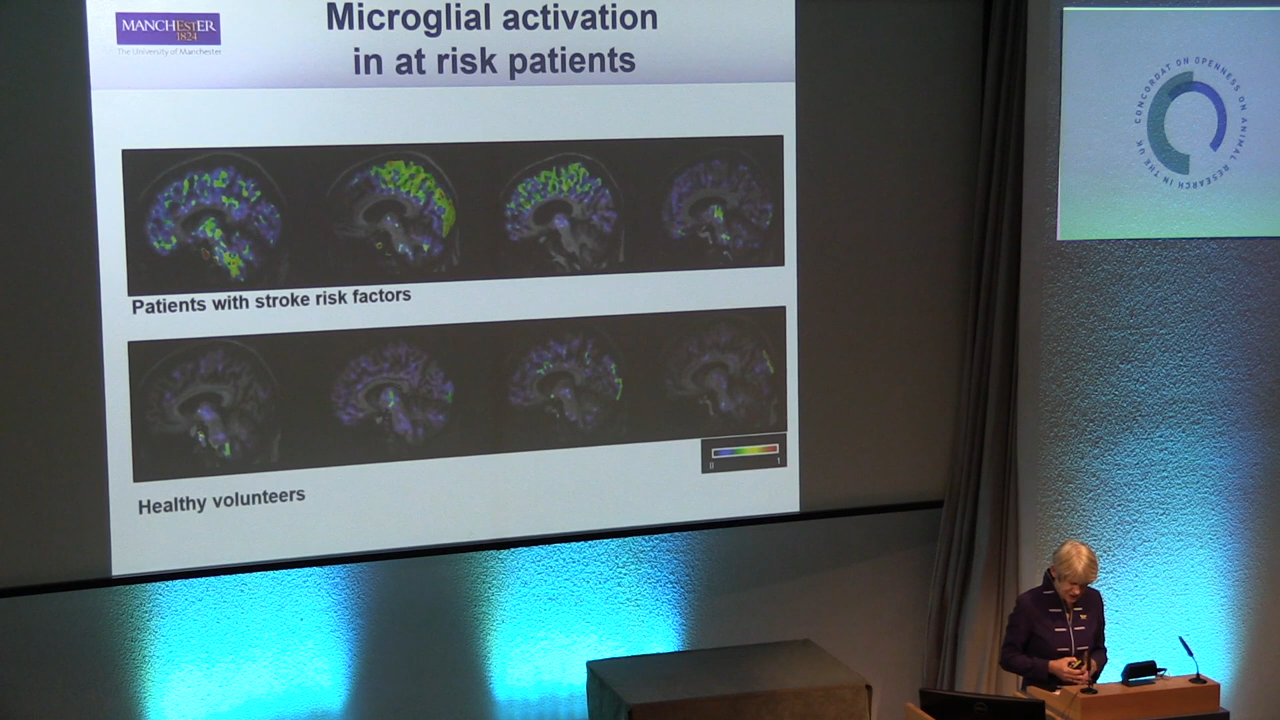 MANCHESTER
1824
The University of Manchester
Microglial activation
in at risk patients
Patients with stroke risk factors
Healthy volunteers
0 1
CONCORDAT ON OPENNESS ON ANIMAL RESEARCH IN THE UK